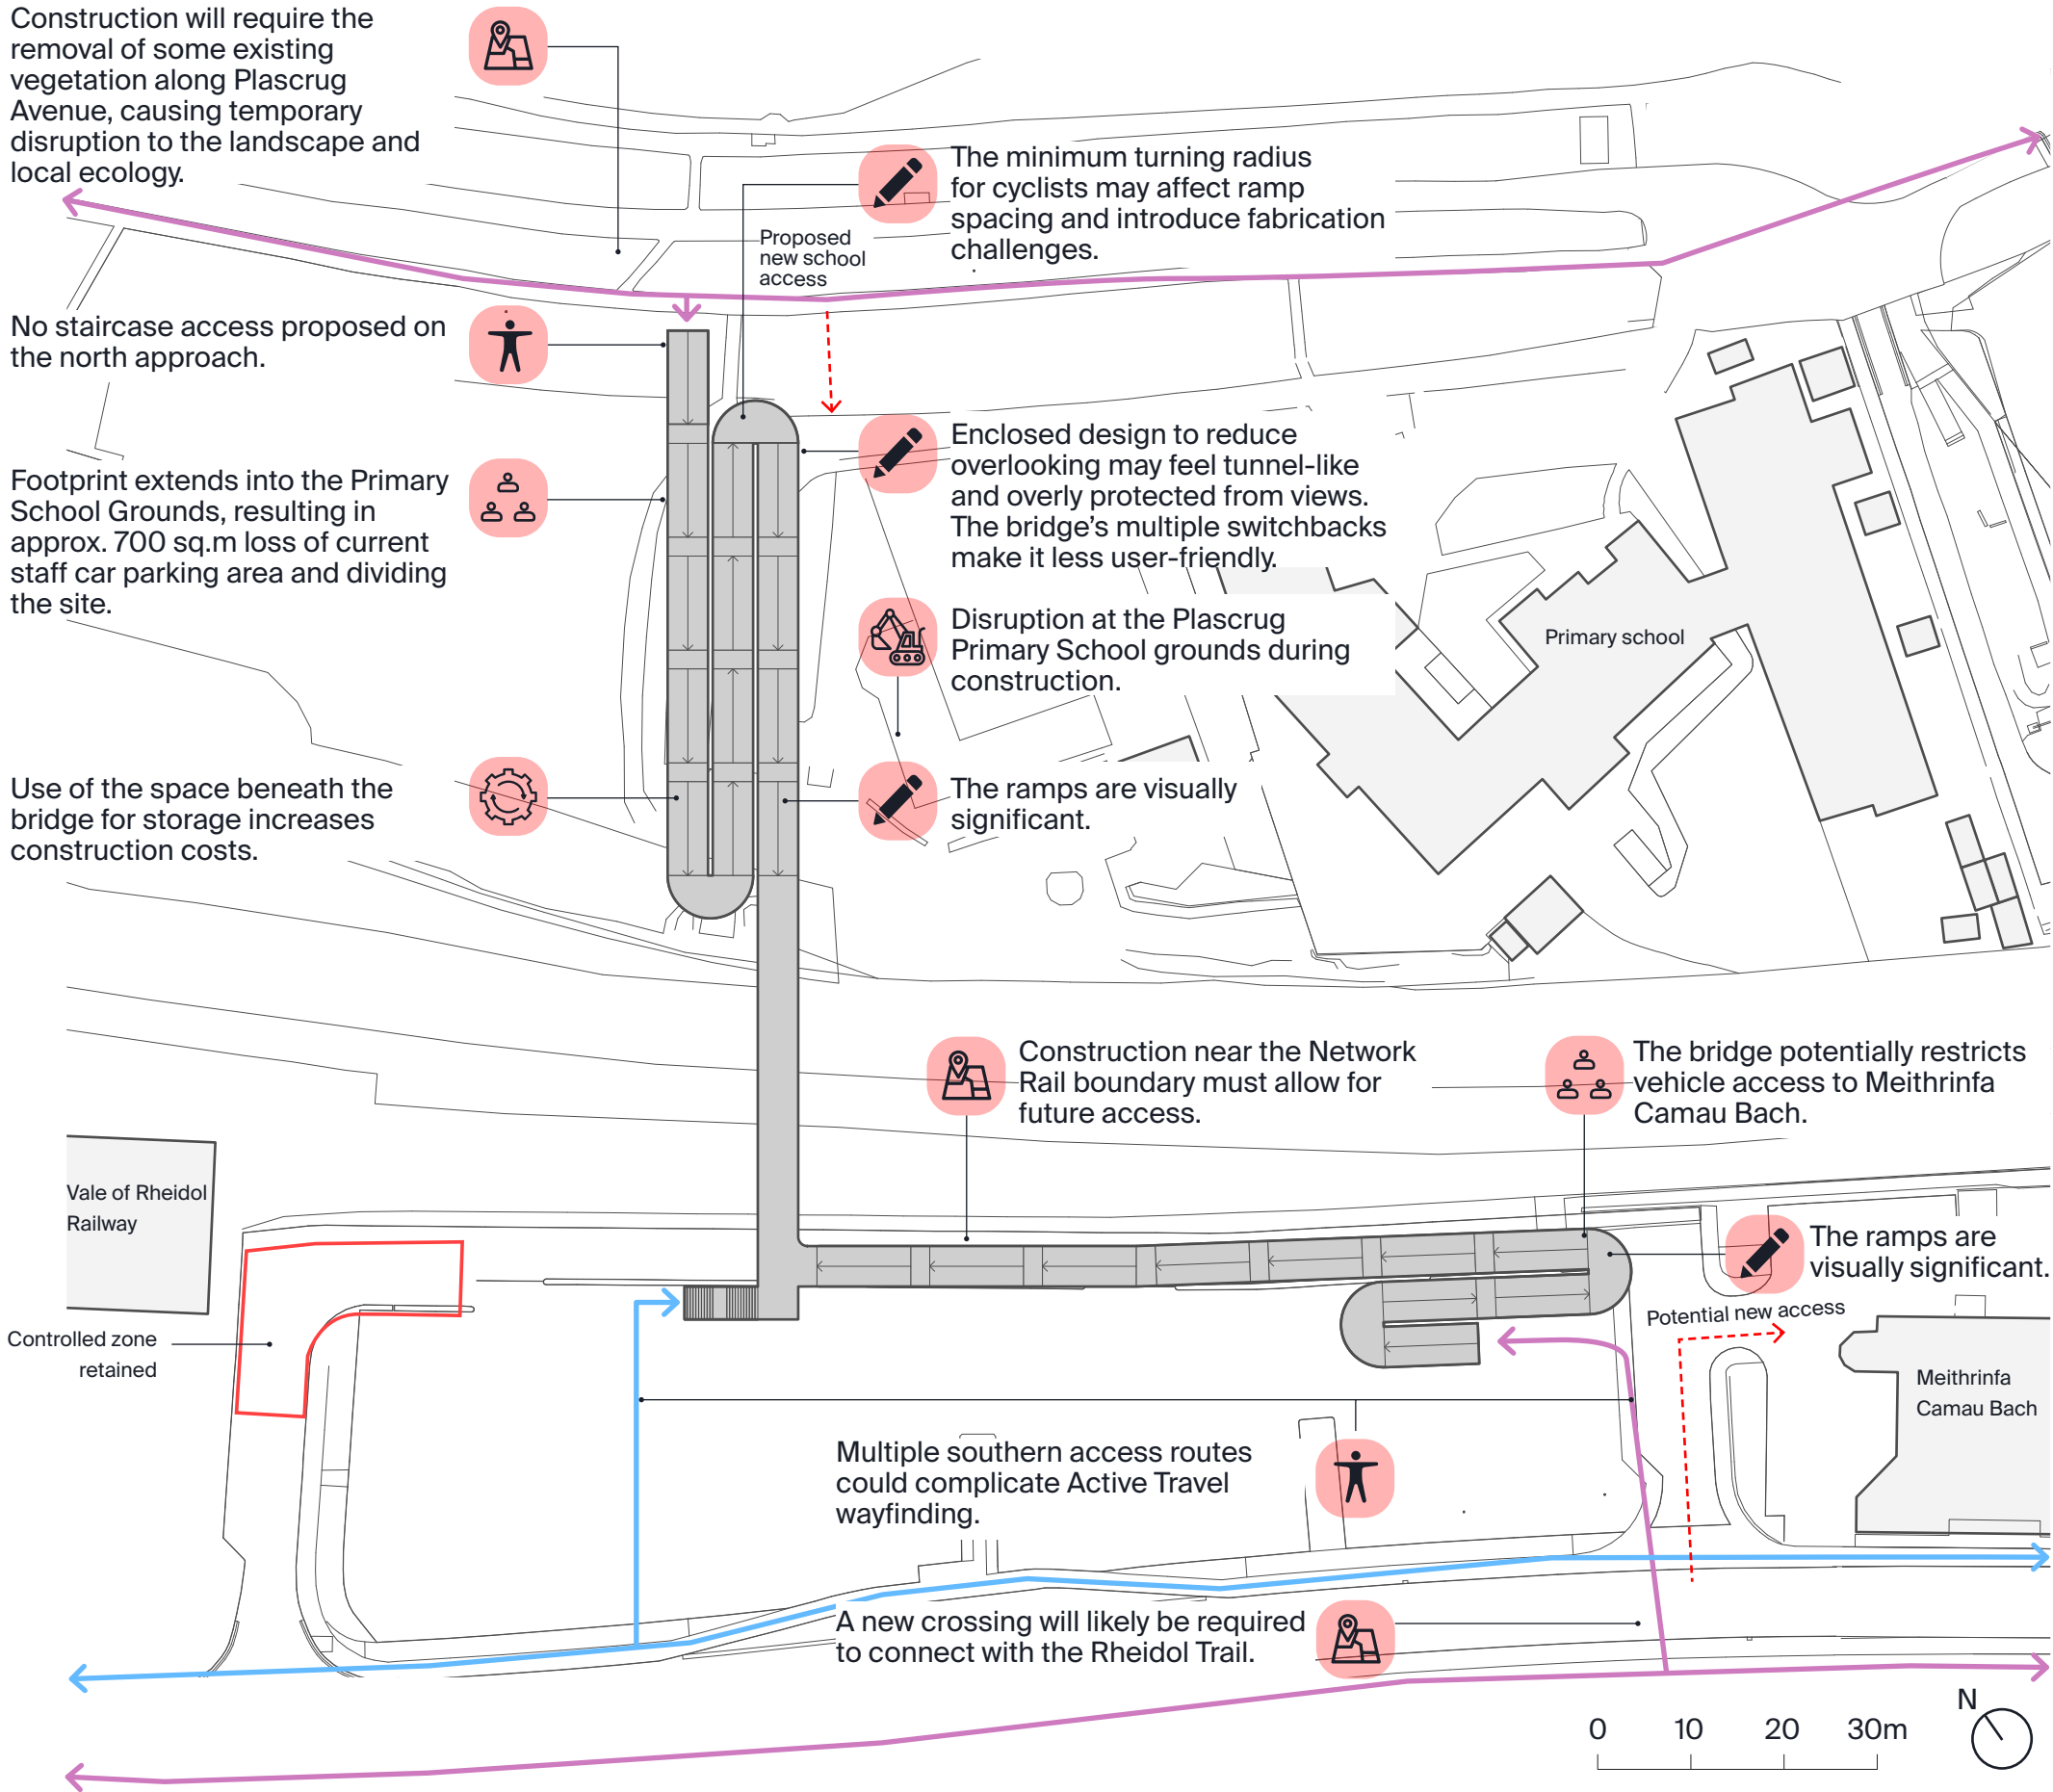 Construction will require the
removal of some existing
vegetation along Plascrug
Avenue, causing temporary
disruption to the landscape and
local ecology.
The minimum turning radius
for cyclists may affect ramp
spacing and introduce fabrication
challenges.
Proposed
new school
access
No staircase access proposed on
the north approach.
Enclosed design to reduce
overlooking may feel tunnel-like
and overly protected from views.
The bridge's multiple switchbacks
make it less user-friendly.
Footprint extends into the Primary
School Grounds, resulting in
approx. 700 sq.m loss of current
staff car parking area and dividing
the site.
Disruption at the Plascrug
Primary School grounds during
construction.
Primary school
Use of the space beneath the
bridge for storage increases
construction costs.
The ramps are visually
significant.
Construction near the Network
Rail boundary must allow for
future access.
The bridge potentially restricts
vehicle access to Meithrinfa
Camau Bach.
Vale of Rheidol
Railway
The ramps are
visually significant.
Potential new access
Controlled zone
retained
Meithrinfa
Camau Bach
Multiple southern access routes
could complicate Active Travel
wayfinding.
A new crossing will likely be required
to connect with the Rheidol Trail.
N
0 10 20 30m